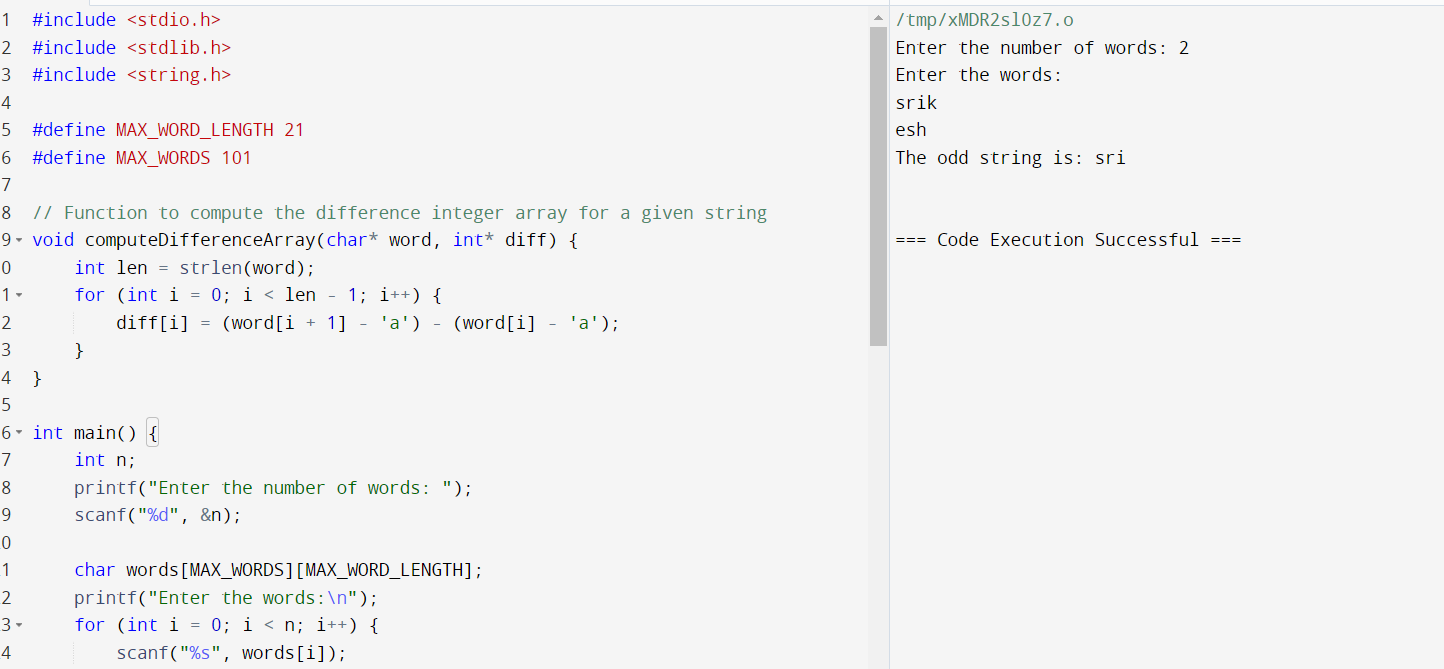 1 #include <stdio.h>
2 #include <stdlib.h>
3 #include <string.h>
4
5 #define MAX_WORD_LENGTH 21
6 #define MAX_WORDS 101
7
8 // Function to compute the difference integer array for a given string
9 void computeDifferenceArray(char* word, int* diff) {
0     int len = strlen(word);
1     for (int i = 0; i < len - 1; i++) {
2         diff[i] = (word[i + 1] - 'a') - (word[i] - 'a');
3     }
4 }
5
6 int main() {
7     int n;
8     printf("Enter the number of words: ");
9     scanf("%d", &n);
0
1     char words[MAX_WORDS][MAX_WORD_LENGTH];
2     printf("Enter the words:\n");
3     for (int i = 0; i < n; i++) {
4         scanf("%s", words[i]);
/tmp/xMDR2sl0z7.o
Enter the number of words: 2
Enter the words:
srik
esh
The odd string is: sri
=== Code Execution Successful ===